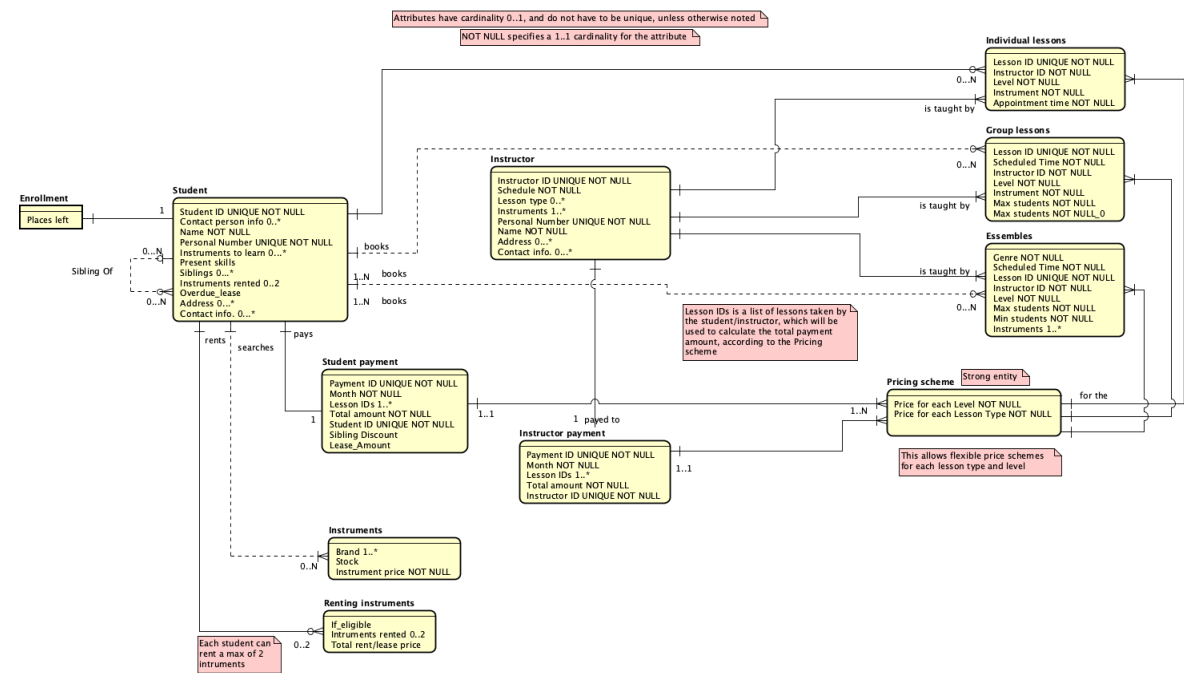 Attributes have cardinality 0..1, and do not have to be unique, unless otherwise noted
NOT NULL specifies a 1..1 cardinality for the attribute
Individual lessons
Lesson ID UNIQUE NOT NULL
Instructor ID NOT NULL
Level NOT NULL
Instrument NOT NULL
Appointment time NOT NULL
0...N
is taught by
Group lessons
Lesson ID UNIQUE NOT NULL
Scheduled Time NOT NULL
Instructor ID NOT NULL
Level NOT NULL
Instrument NOT NULL
Max students NOT NULL
Max students NOT NULL_0
0...N
is taught by
Essembles
Genre NOT NULL
Scheduled Time NOT NULL
Lesson ID UNIQUE NOT NULL
Instructor ID NOT NULL
Level NOT NULL
Max students NOT NULL
Min students NOT NULL
Instruments 1..*
is taught by
0...N
Instructor
Instructor ID UNIQUE NOT NULL
Schedule NOT NULL
Lesson type 0..*
Instruments 1..*
Personal Number UNIQUE NOT NULL
Name NOT NULL
Address 0...*
Contact info. 0...*
Enrollment
Places left
1
Student
Student ID UNIQUE NOT NULL
Contact person info 0..*
Name NOT NULL
Personal Number UNIQUE NOT NULL
Instruments to learn 0...*
Present skills
Siblings 0...*
Instruments rented 0..2
Overdue_lease
Address 0...*
Contact info. 0...*
0...N
Sibling Of
0...N
books
1..N
books
1..N
books
rents
searches
pays
Lesson IDs is a list of lessons taken by
the student/instructor, which will be
used to calculate the total payment
amount, according to the Pricing
scheme
Student payment
Payment ID UNIQUE NOT NULL
Month NOT NULL
Lesson IDs 1..*
Total amount NOT NULL
Student ID UNIQUE NOT NULL
Sibling Discount
Lease_Amount
1
1..1
Strong entity
Pricing scheme
Price for each Level NOT NULL
Price for each Lesson Type NOT NULL
1..N
for the
This allows flexible price schemes
for each lesson type and level
1
payed to
Instructor payment
Payment ID UNIQUE NOT NULL
Month NOT NULL
Lesson IDs 1..*
Total amount NOT NULL
Instructor ID UNIQUE NOT NULL
1..1
Instruments
Brand 1..*
Stock
Instrument price NOT NULL
0..N
Renting instruments
If_eligible
Intruments rented 0..2
Total rent/lease price
0..2
Each student can
rent a max of 2
intruments